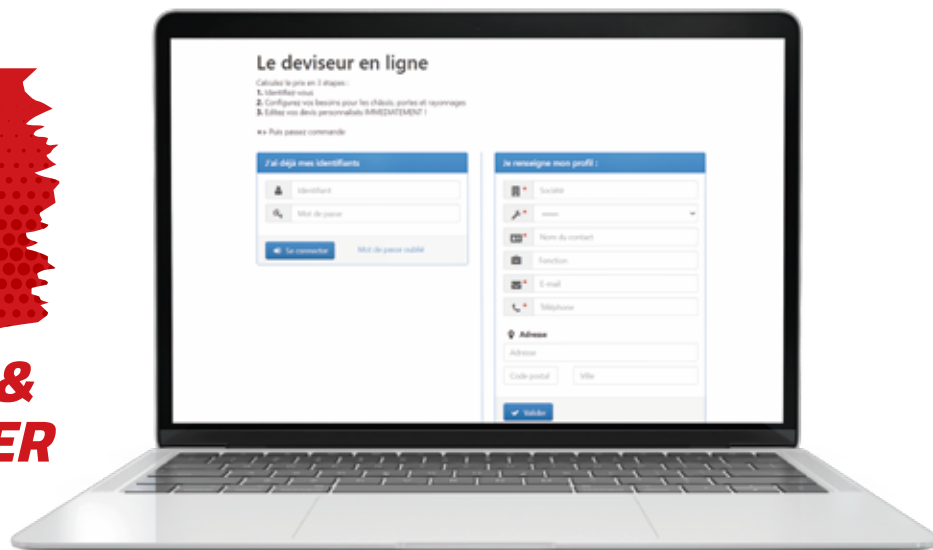 Le deviseur en ligne
Calculez le prix en 3 étapes :
1. Identifiez-vous
2. Configurez vos besoins pour les châssis, portes et rayonnages
3. Editez vos devis personnalisés IMMEDIATEMENT !
=> Puis passez commande
J'ai déjà mes identifiants
Identifiant
Mot de passe
Se connecter Mot de passe oublié
Je renseigne mon profil :
* Société
* ------
* Nom du contact
Fonction
* E-mail
* Téléphone
Adresse
Adresse
Code postal Ville
Valider
&
ER